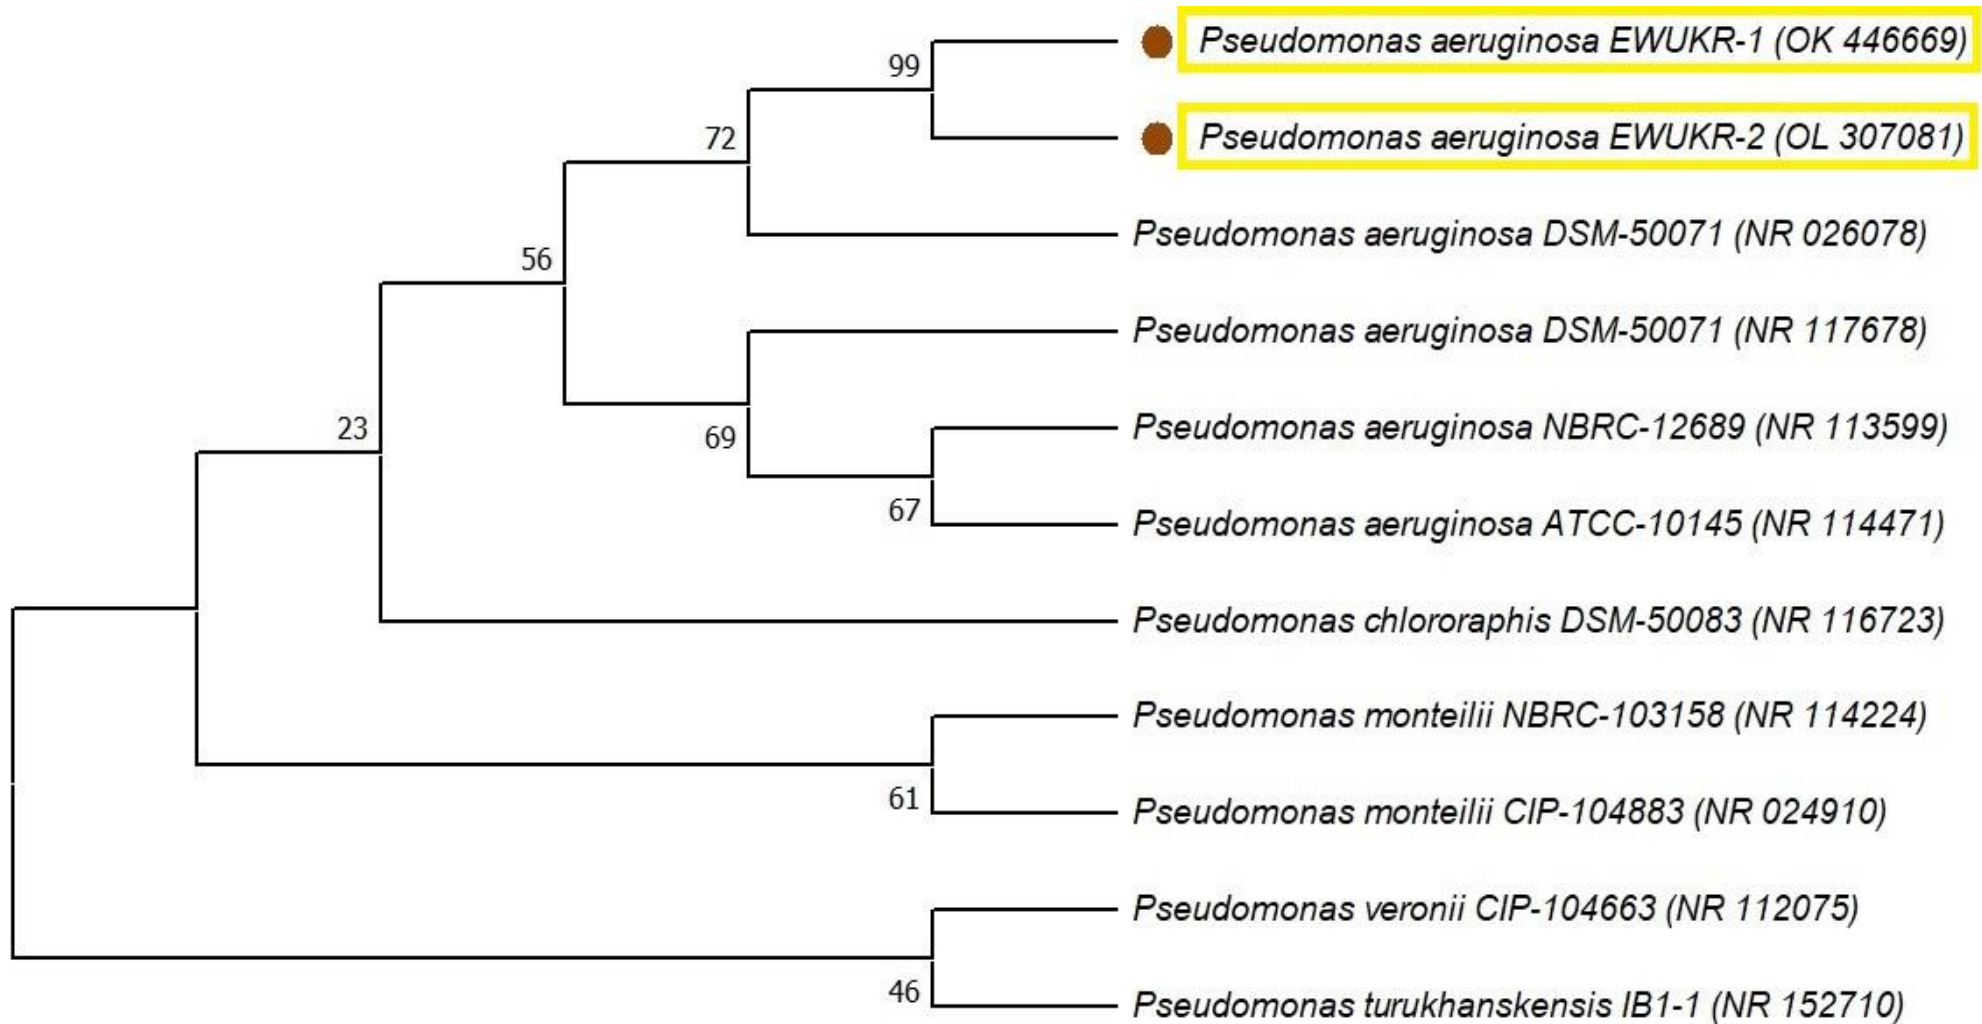 Pseudomonas aeruginosa EWUKR-1 (OK 446669)
99
Pseudomonas aeruginosa EWUKR-2 (OL 307081)
72
Pseudomonas aeruginosa DSM-50071 (NR 026078)
56
Pseudomonas aeruginosa DSM-50071 (NR 117678)
23
Pseudomonas aeruginosa NBRC-12689 (NR 113599)
69
67
Pseudomonas aeruginosa ATCC-10145 (NR 114471)
Pseudomonas chlororaphis DSM-50083 (NR 116723)
Pseudomonas monteilii NBRC-103158 (NR 114224)
61
Pseudomonas monteilii CIP-104883 (NR 024910)
Pseudomonas veronii CIP-104663 (NR 112075)
46
Pseudomonas turukhanskensis IB1-1 (NR 152710)